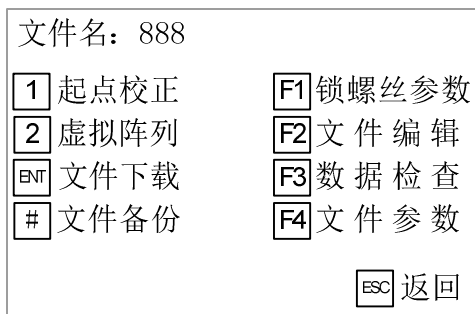 文件名：888
1 起点校正 F1 锁螺丝参数
2 虚拟阵列 F2 文件编辑
ENT 文件下载 F3 数据检查
# 文件备份 F4 文件参数
ESC 返回